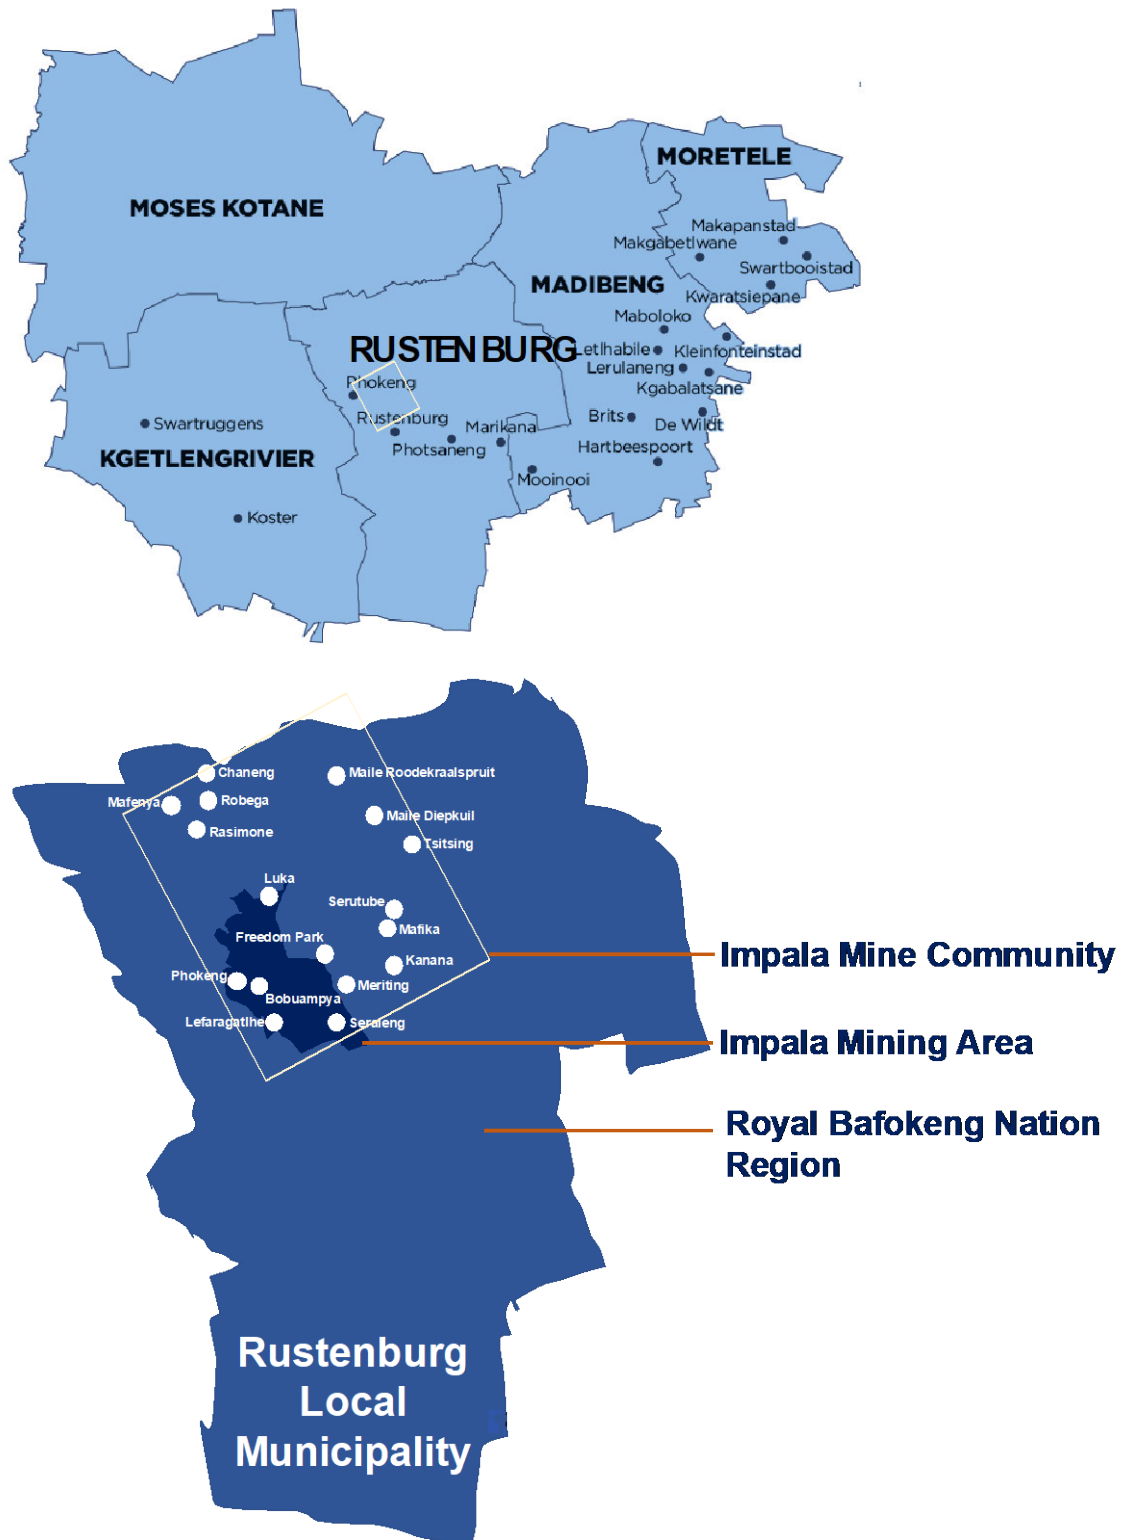 MORETELE
MOSES KOTANE
Makapanstad
Makgabetlwane
Swartbooistad
MADIBENG
Kwaratsiepane
Maboloko
RUSTENBURG
Letlhabile
Kleinfonteinstad
Lerulaneng
Phokeng
Kgabalatsane
Rustenburg
Brits
De Wildt
Swartruggens
Marikana
Photsaneng
Hartbeespoort
KGETLENGRIVIER
Mooinooi
Koster
Chaneng
Maile Roodekraalspruit
Mafenya
Robega
Maile Diepkuil
Rasimone
Tsitsing
Luka
Serutube
Mafika
Freedom Park
Kanana
Impala Mine Community
Phokeng
Meriting
Bobuampya
Lefaragatlhe
Seraleng
Impala Mining Area
Royal Bafokeng Nation
Region
Rustenburg
Local
Municipality